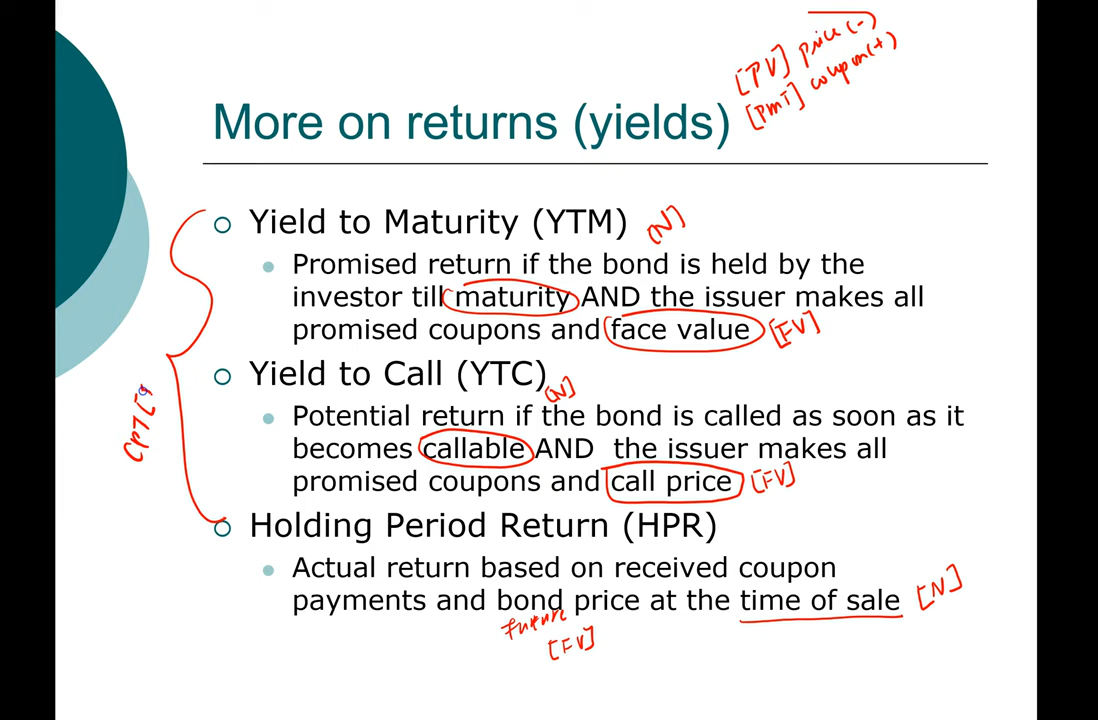 [PV] price (-)
[PMT] coupon (+)
More on returns (yields)
Yield to Maturity (YTM) [N]
Promised return if the bond is held by the
investor till maturity AND the issuer makes all
promised coupons and face value [FV]
Yield to Call (YTC) [N]
Potential return if the bond is called as soon as it
becomes callable AND the issuer makes all
promised coupons and call price [FV]
CPT [
Holding Period Return (HPR)
Actual return based on received coupon
payments and bond price at the time of sale [N]
future
[FV]